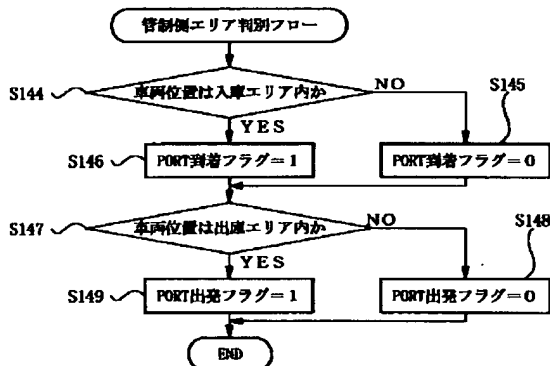 管制側エリア判別フロー
S144
車両位置は入庫エリア内か
NO
S145
YES
S146
PORT到着フラグ=1
PORT到着フラグ=0
S147
車両位置は出庫エリア内か
NO
S148
YES
S149
PORT出発フラグ=1
PORT出発フラグ=0
END